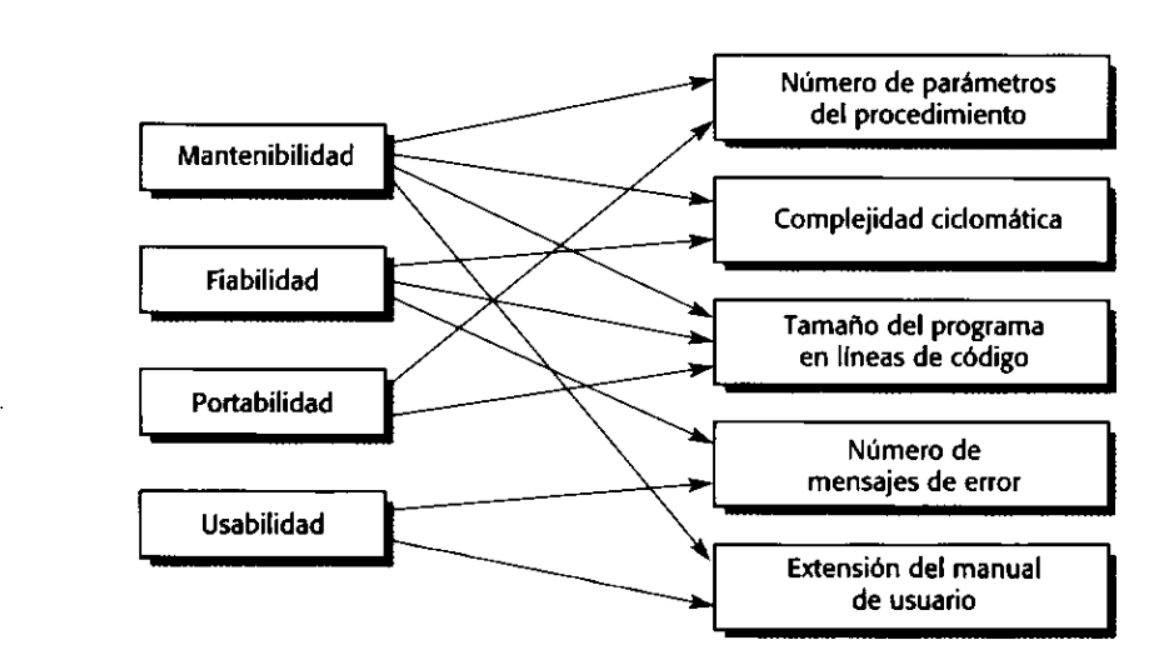 Mantenibilidad
Fiabilidad
Portabilidad
Usabilidad
Número de parámetros
del procedimiento
Complejidad ciclomática
Tamaño del programa
en líneas de código
Número de
mensajes de error
Extensión del manual
de usuario